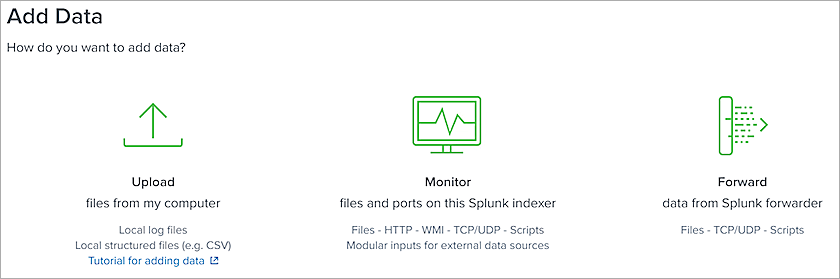 Add Data
How do you want to add data?
Upload
files from my computer
Local log files
Local structured files (e.g. CSV)
Tutorial for adding data
Monitor
files and ports on this Splunk indexer
Files - HTTP - WMI - TCP/UDP - Scripts
Modular inputs for external data sources
Forward
data from Splunk forwarder
Files - TCP/UDP - Scripts